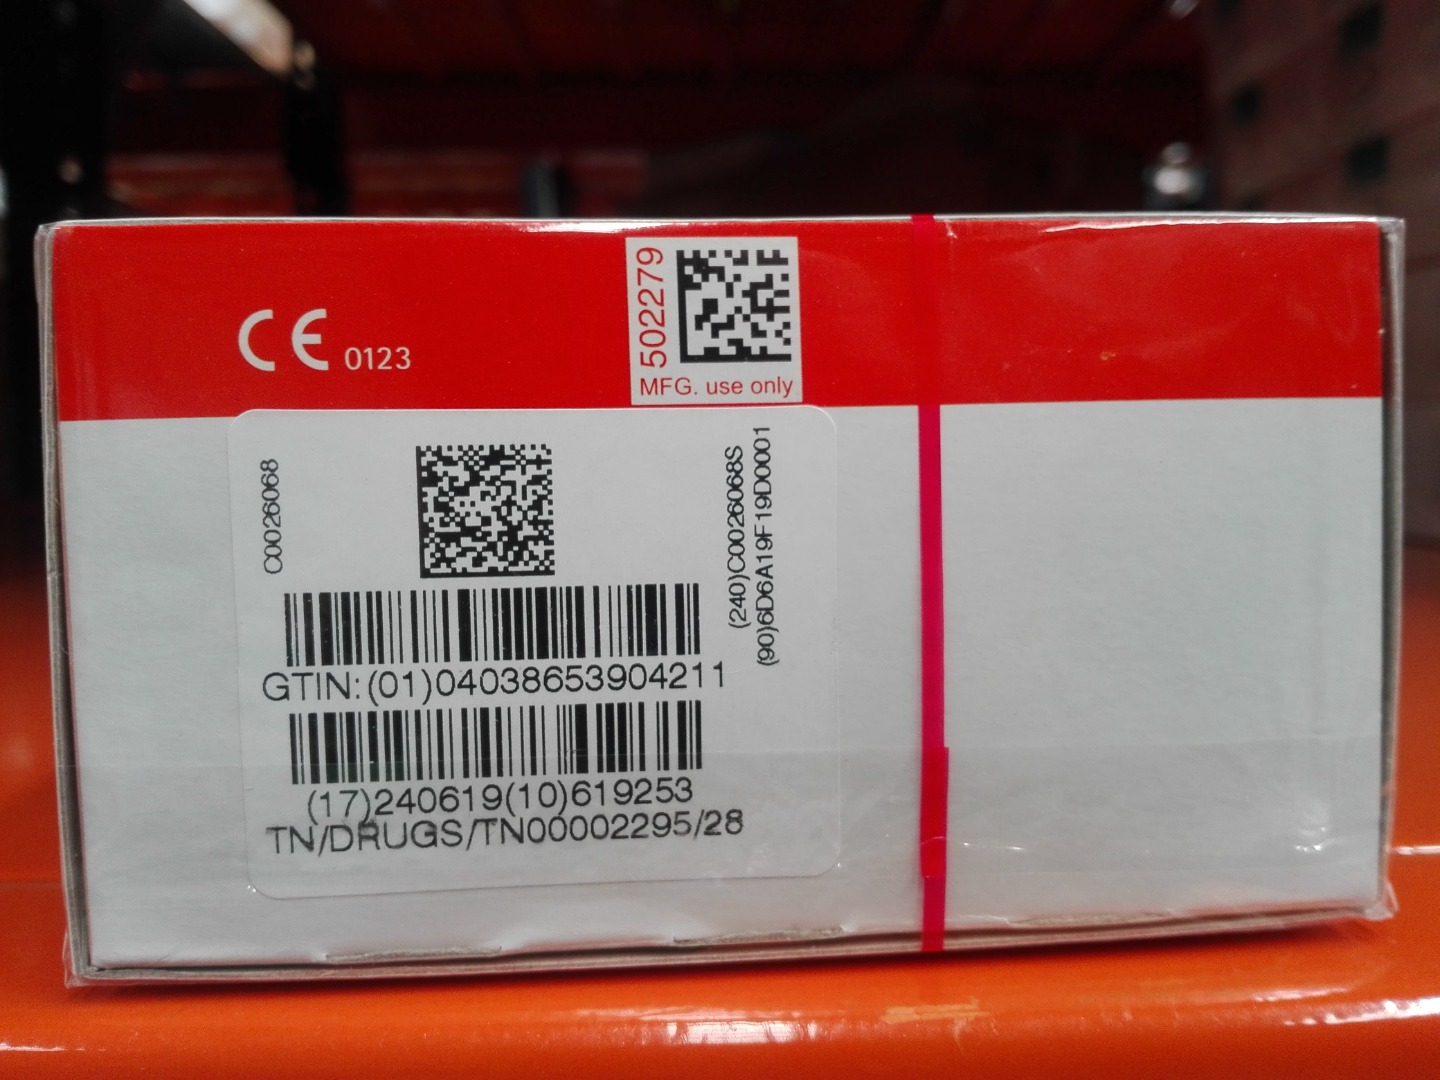 CE 0123
502279
MFG. use only
C0026068
(240)C0026068S
(90)6D6A19F19D0001
GTIN:(01)04038653904211
(17)240619(10)619253
TN/DRUGS/TN00002295/28